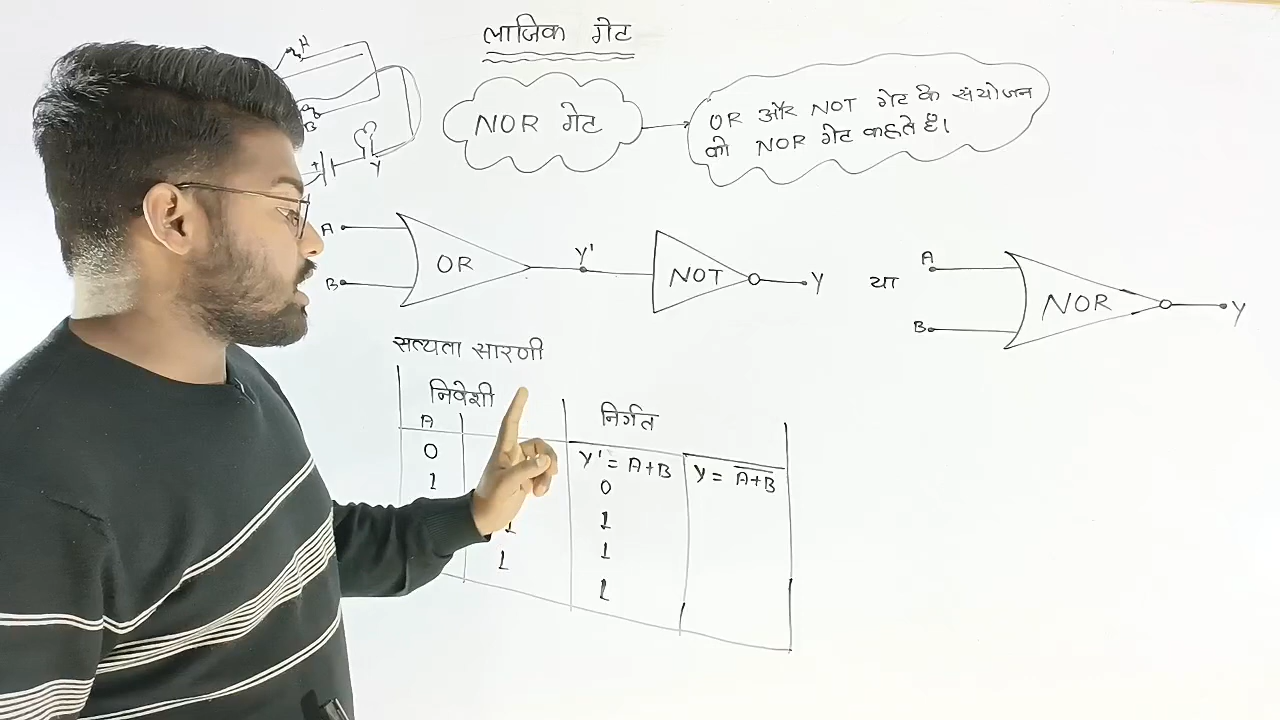 लाजिक गेट
NOR गेट
OR और NOT गेट के संयोजन
को NOR गेट कहते हैं।
A
B
+
Y
A
B
OR
Y'
NOT
Y
या
A
B
NOR
Y
सत्यता सारणी
निवेशी
निर्गत
A
Y' = A+B
Y = \overline{A+B}
0
0
1
1
1
1
1
1